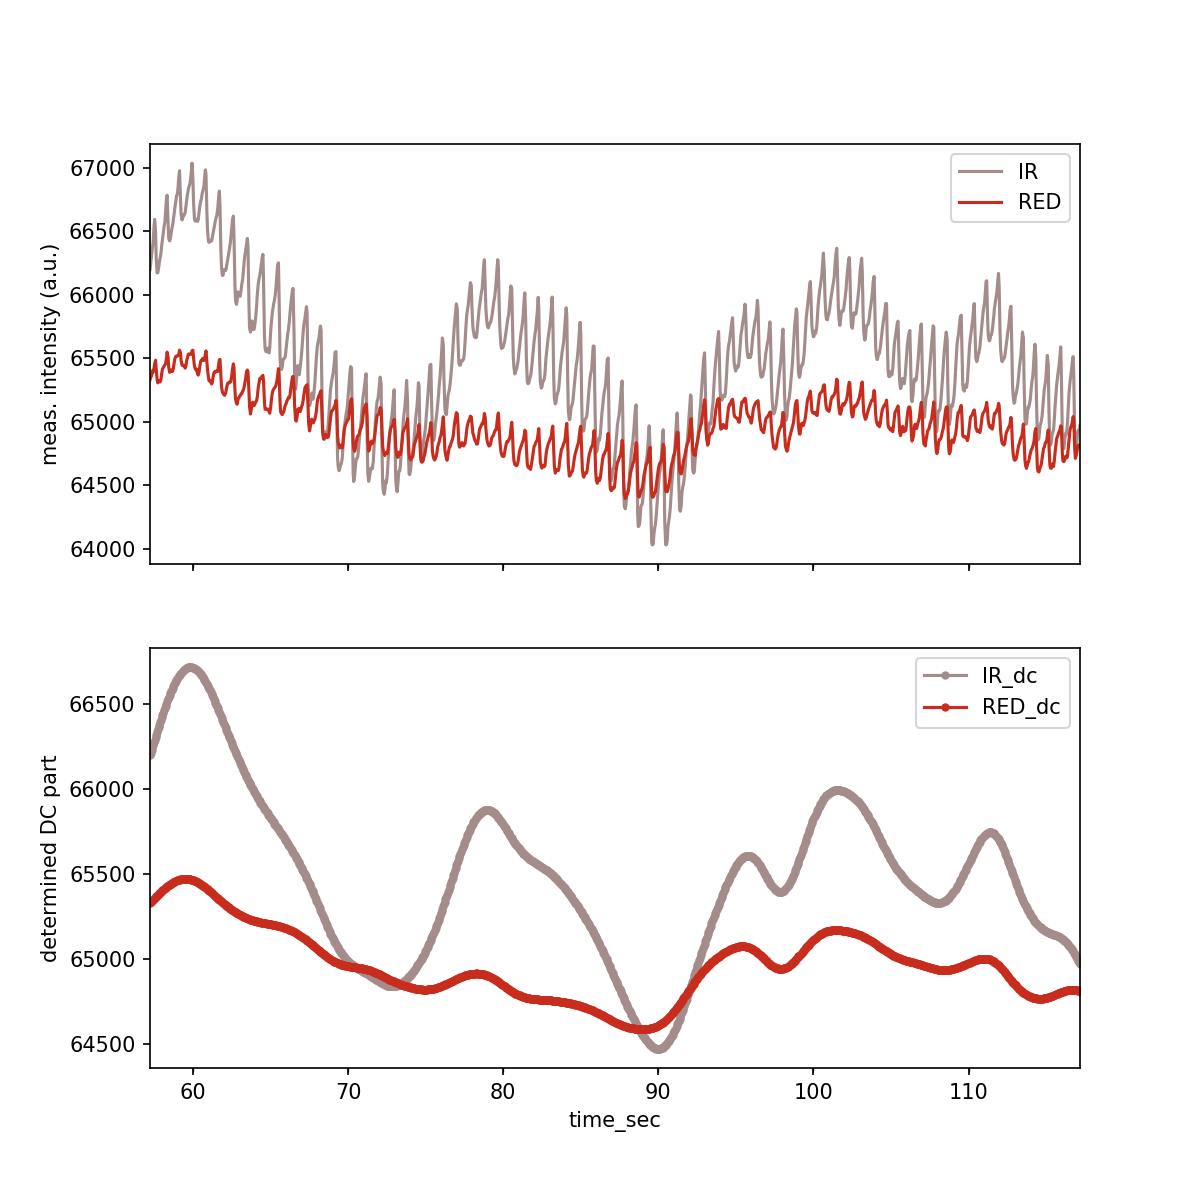 67000
66500
66000
65500
65000
64500
64000
meas. intensity (a.u.)
IR
RED
66500
66000
65500
65000
64500
determined DC part
IR_dc
RED_dc
60 70 80 90 100 110
time_sec